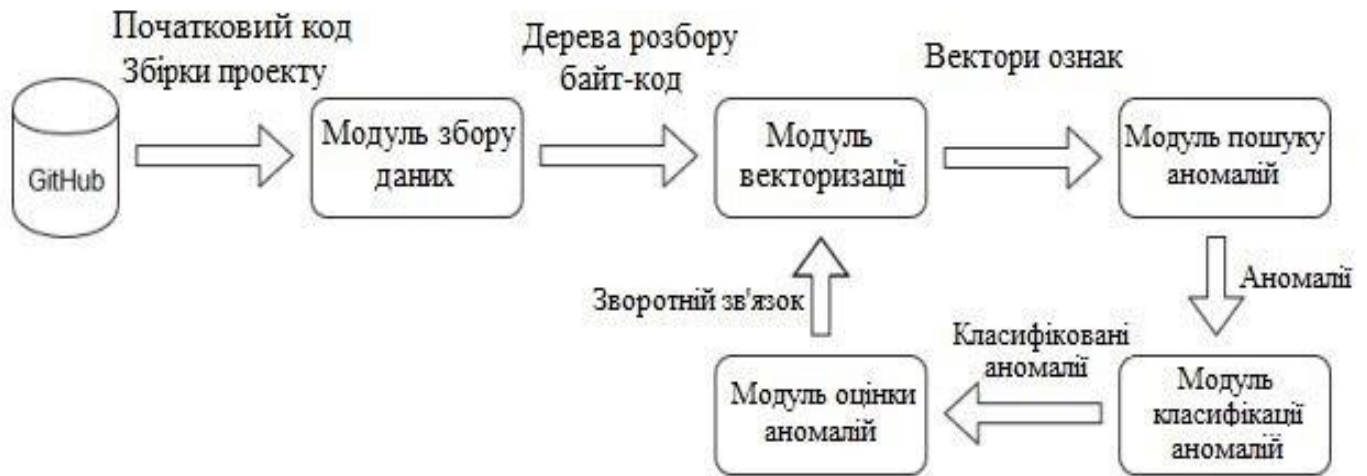 Початковий код
Збірки проекту
Дерева розбору
байт-код
Вектори ознак
GitHub
Модуль збору
даних
Модуль
векторизації
Модуль пошуку
аномалій
Аномалії
Зворотній зв'язок
Класифіковані
аномалії
Модуль оцінки
аномалій
Модуль
класифікації
аномалій